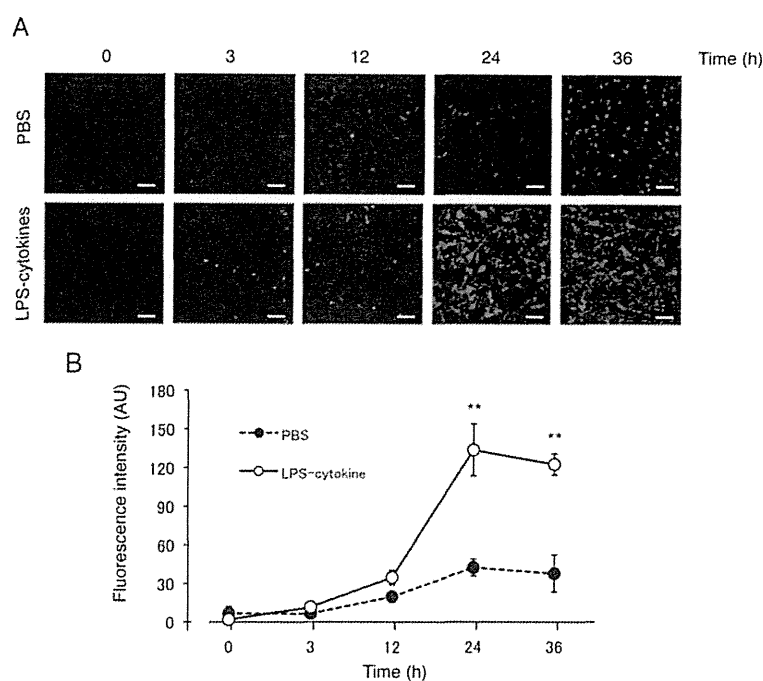 A
0 3 12 24 36 Time (h)
PBS
LPS-cytokines
B
Fluorescence intensity (AU)
180
150
120
90
60
30
0
PBS
LPS-cytokine
**
**
0 3 12 24 36
Time (h)